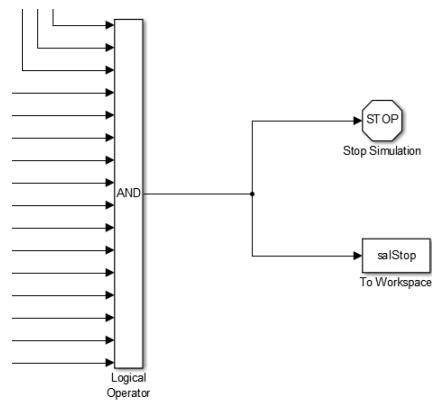 STOP
Stop Simulation
AND
salStop
To Workspace
Logical
Operator